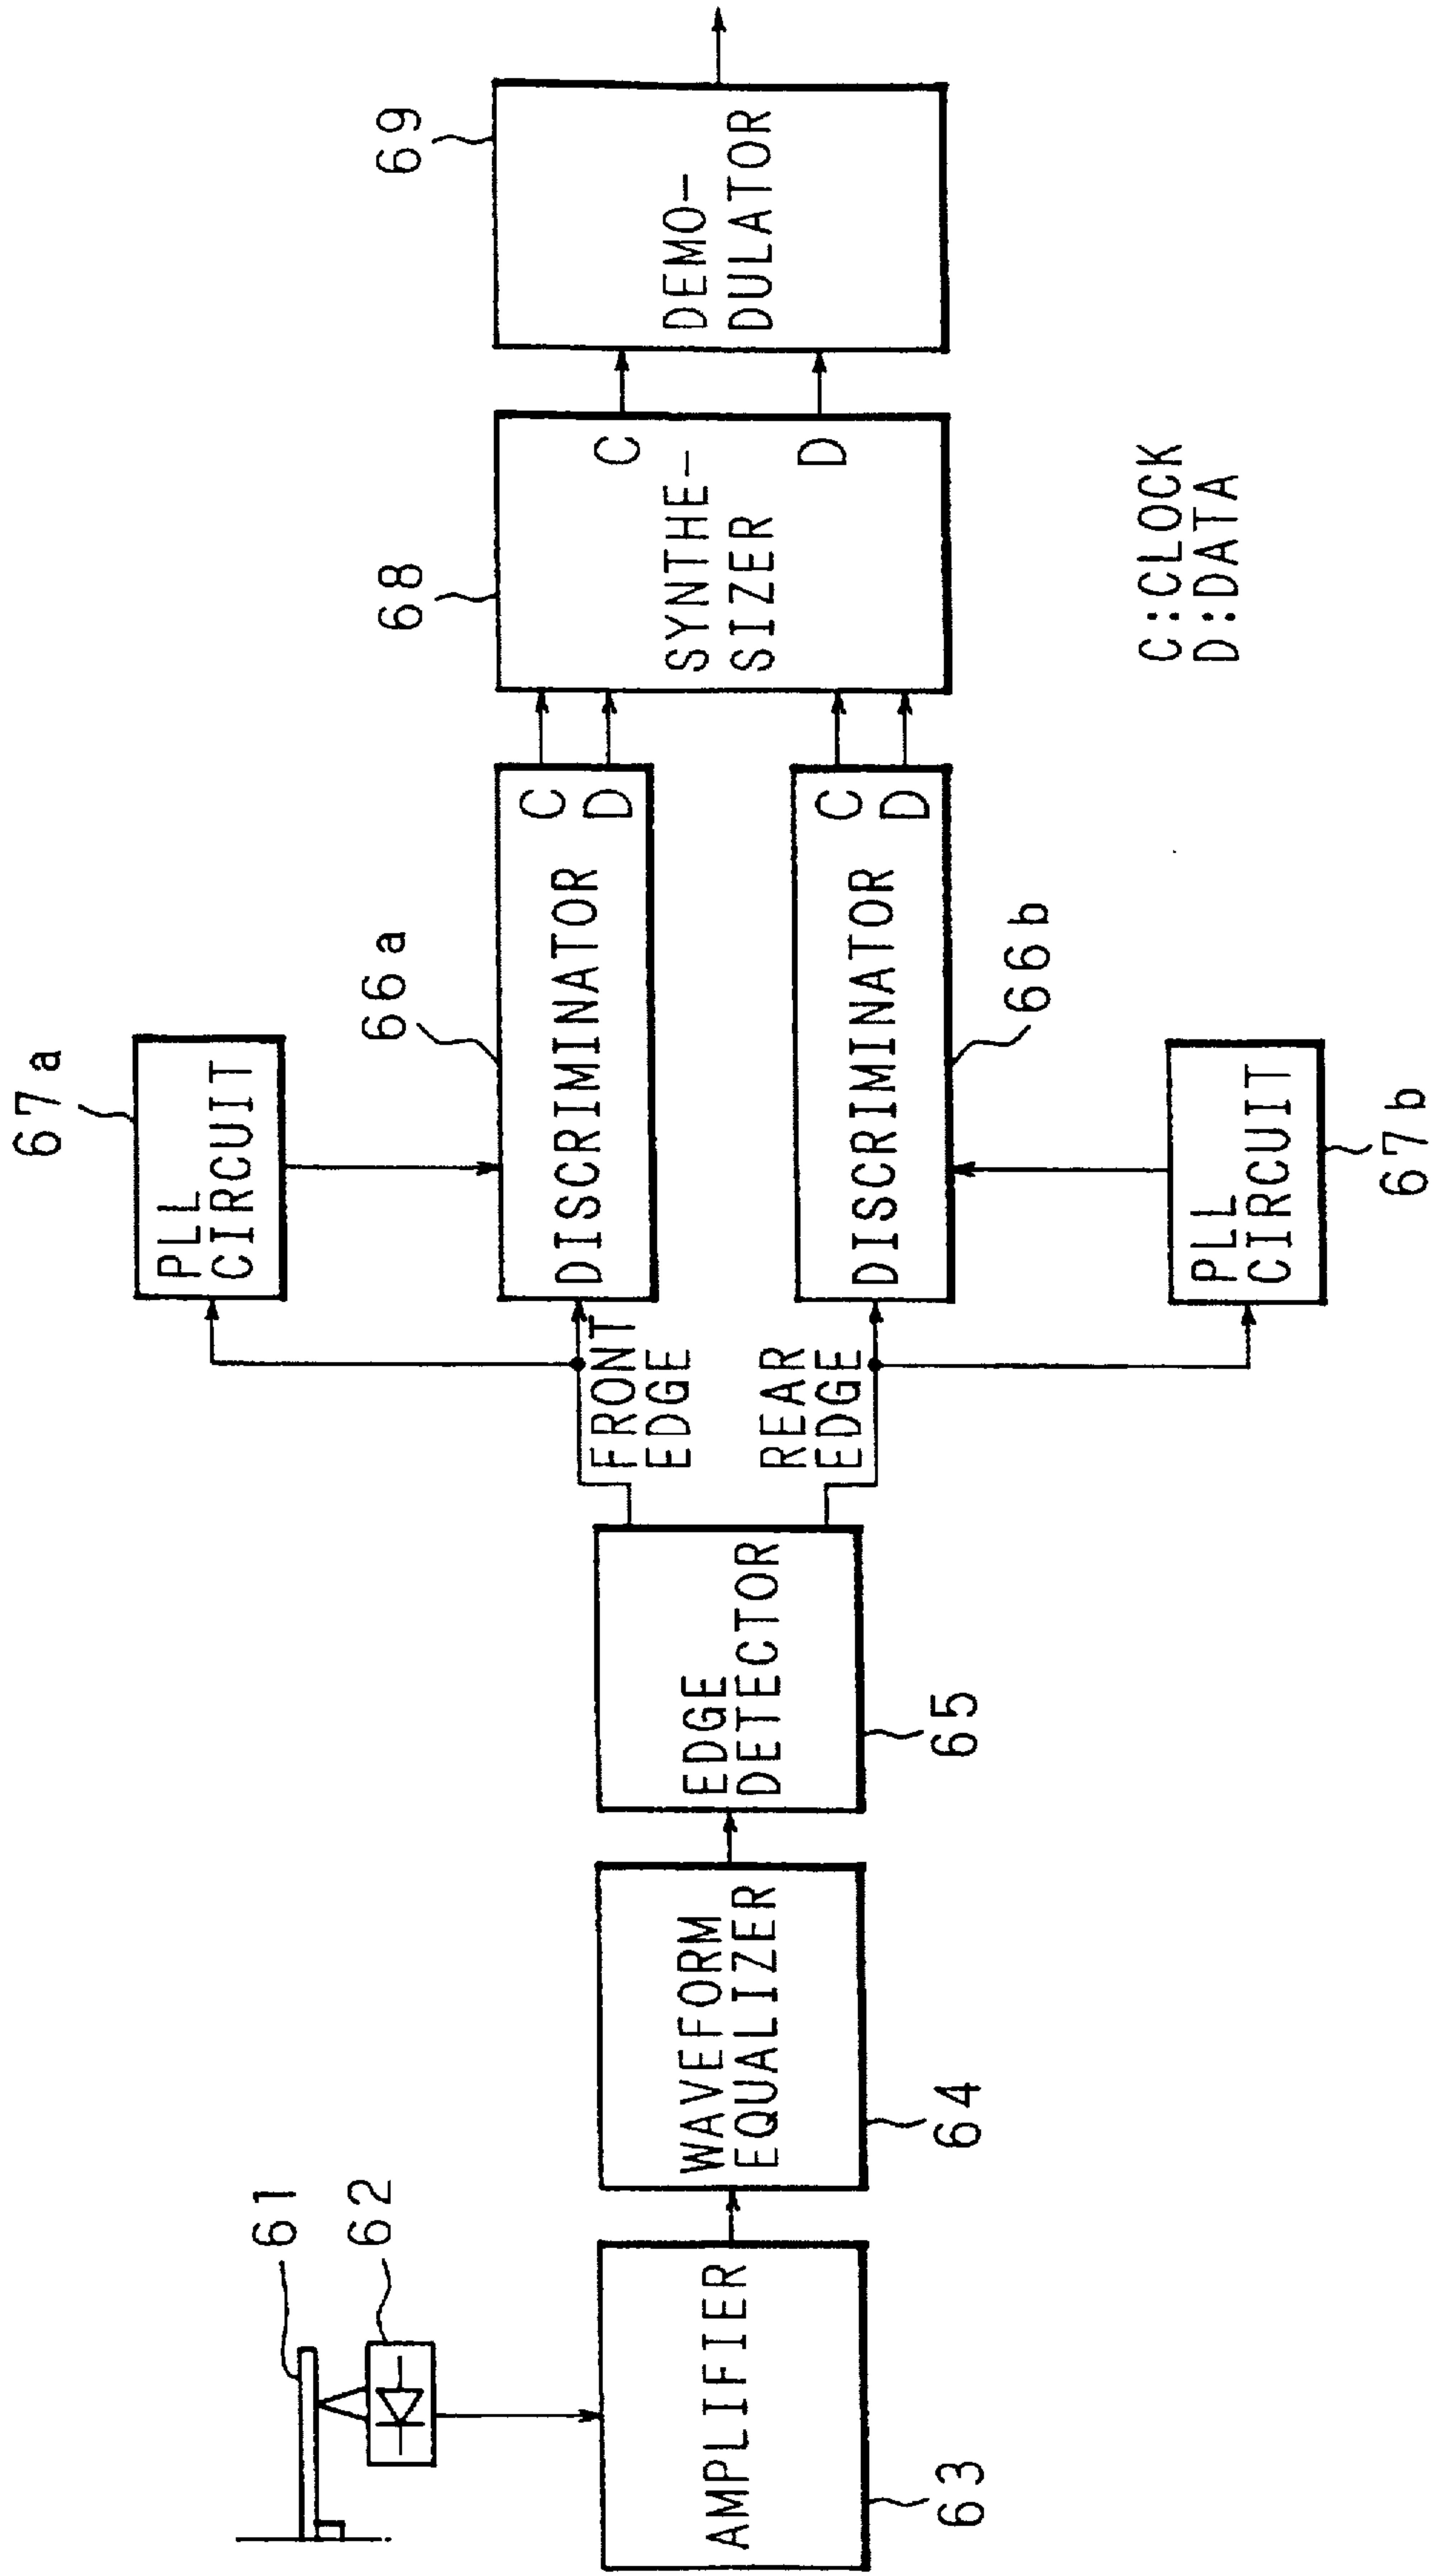 61
62
AMPLIFIER
63
WAVEFORM
EQUALIZER
64
EDGE
DETECTOR
65
FRONT
EDGE
REAR
EDGE
67a
PLL
CIRCUIT
66a
DISCRIMINATOR
C
D
DISCRIMINATOR
C
D
66b
PLL
CIRCUIT
67b
68
SYNTHE-
SIZER
C
D
69
DEMO-
DULATOR
C:CLOCK
D:DATA